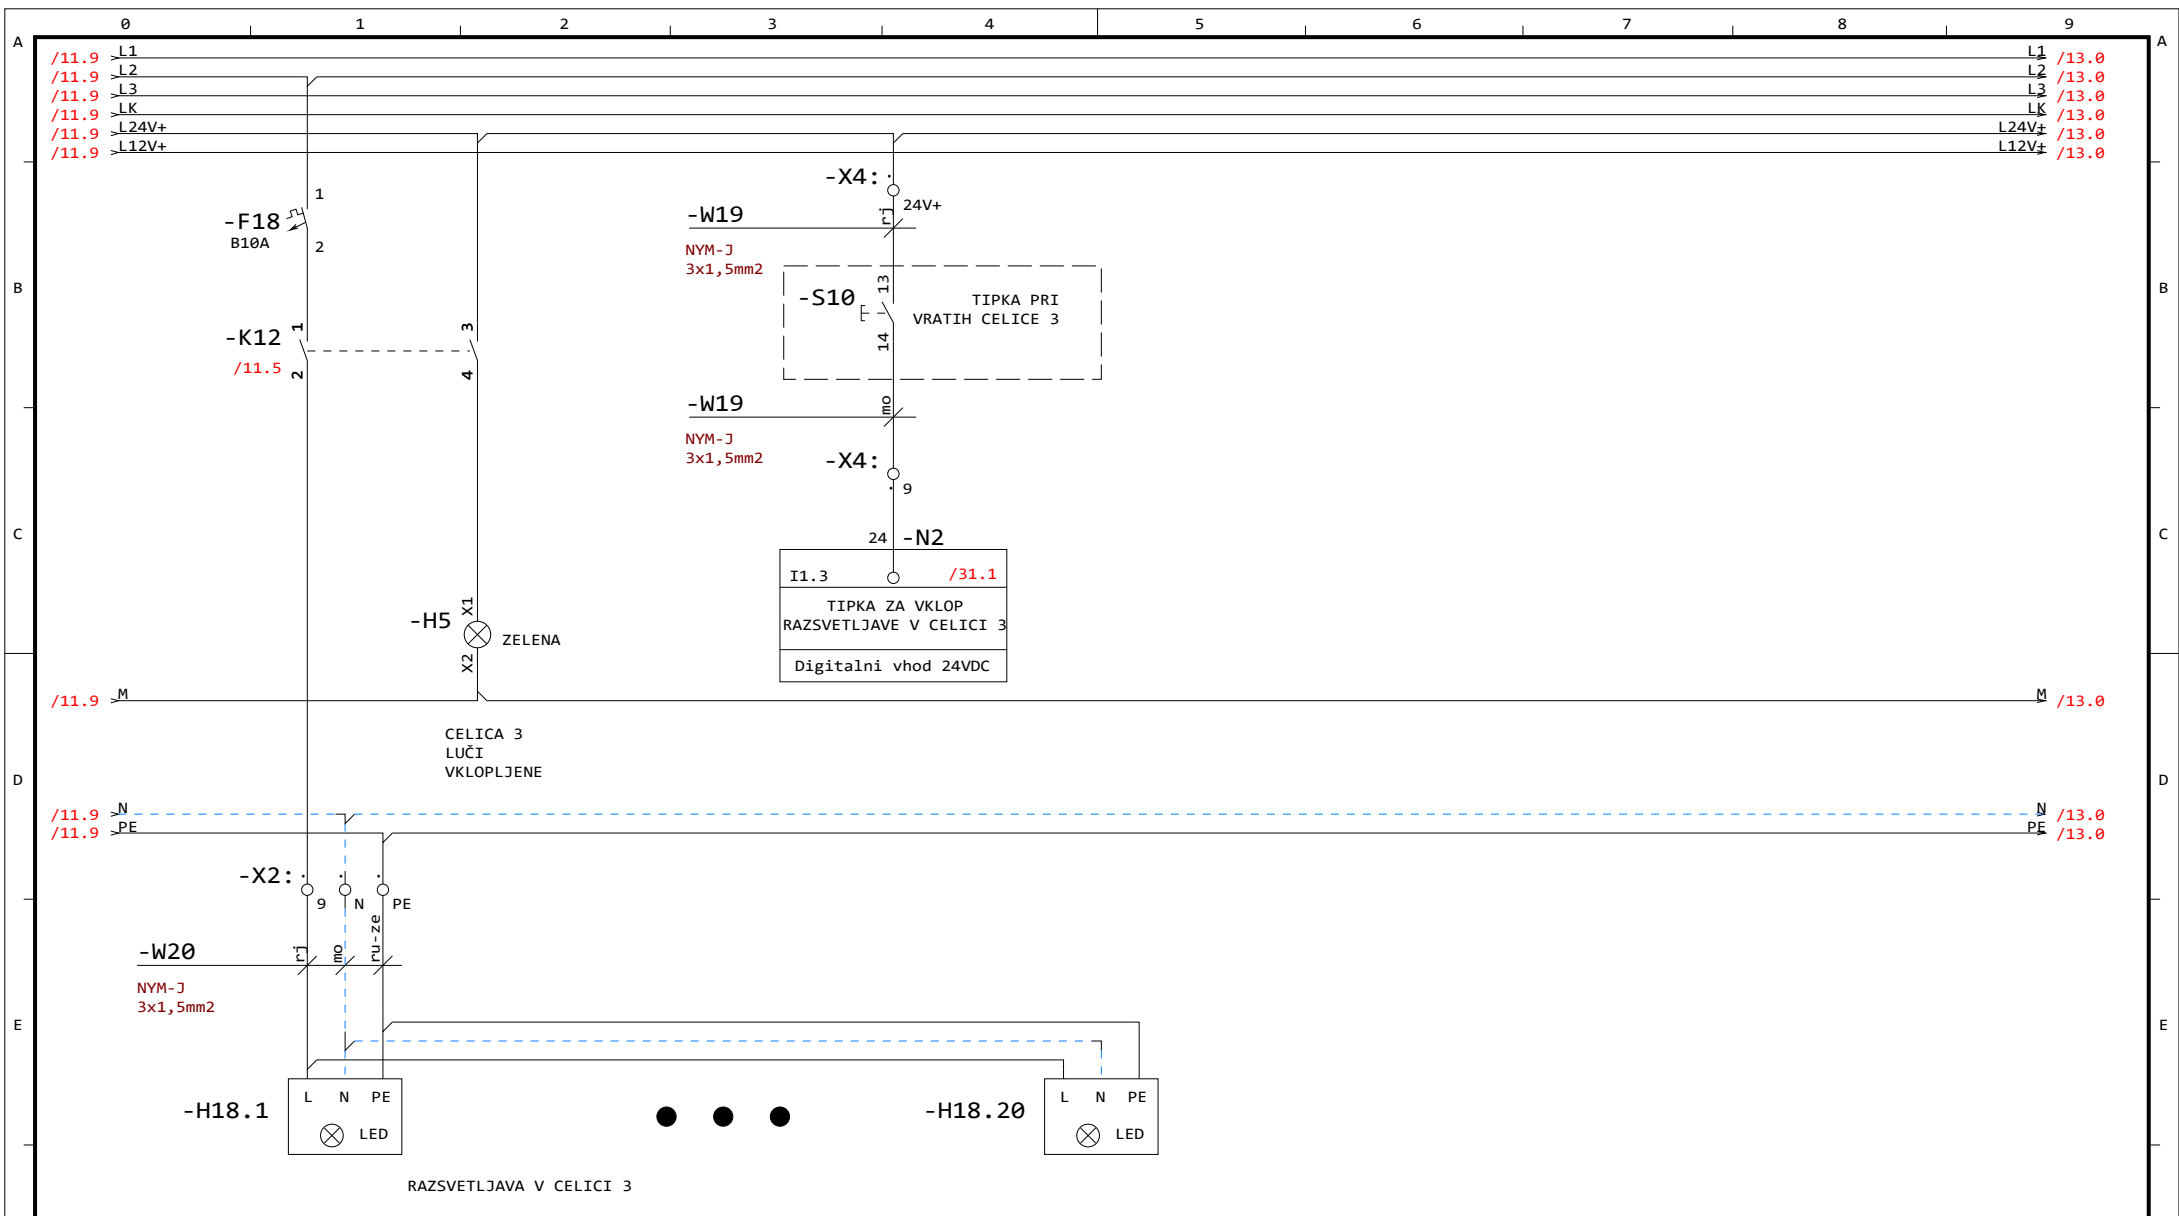 0 1 2 3 4 5 6 7 8 9
A A
/11.9 L1 L1 /13.0
/11.9 L2 L2 /13.0
/11.9 L3 L3 /13.0
/11.9 LK LK /13.0
/11.9 L24V+ L24V+ /13.0
/11.9 L12V+ L12V+ /13.0
-X4:
24V+
rj
-W19
NYM-J
3x1,5mm2
1
-F18
B10A
2
B B
13
-S10
14
TIPKA PRI
VRATIH CELICE 3
1
-K12
/11.5
2
3
4
-W19
mo
NYM-J
3x1,5mm2
-X4:
9
C C
24 -N2
I1.3 /31.1
TIPKA ZA VKLOP
RAZSVETLJAVE V CELICI 3
Digitalni vhod 24VDC
X1
-H5
ZELENA
X2
/11.9 M M /13.0
CELICA 3
LUČI
VKLOPLJENE
D D
/11.9 N N /13.0
/11.9 PE PE /13.0
-X2:
9 N PE
-W20
rj mo ru-ze
NYM-J
3x1,5mm2
E E
-H18.1
L N PE
LED
-H18.20
L N PE
LED
RAZSVETLJAVA V CELICI 3